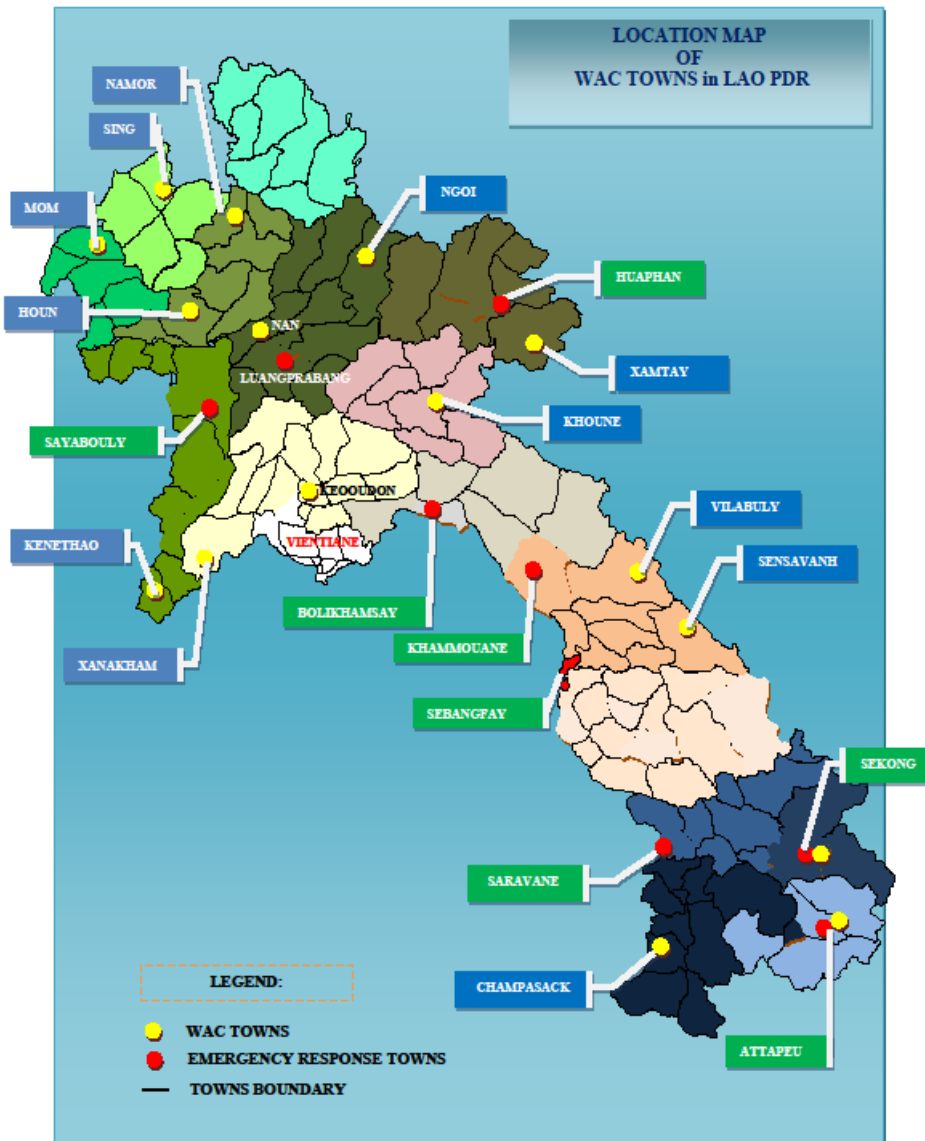 LOCATION MAP
OF
WAC TOWNS in LAO PDR
NAMOR
SING
MOM
NGOI
HUAPHAN
HOUN
NAN
LUANGPRABANG
XAMTAY
KHOUNE
SAYABOULY
KEOOUDON
VILABULY
VIENTIANE
KENETHAO
SENSAVANH
BOLIKHAMSAY
KHAMMOUANE
XANAKHAM
SEBANGFAY
SEKONG
SARAVANE
CHAMPASACK
ATTAPEU
LEGEND:
WAC TOWNS
EMERGENCY RESPONSE TOWNS
TOWNS BOUNDARY